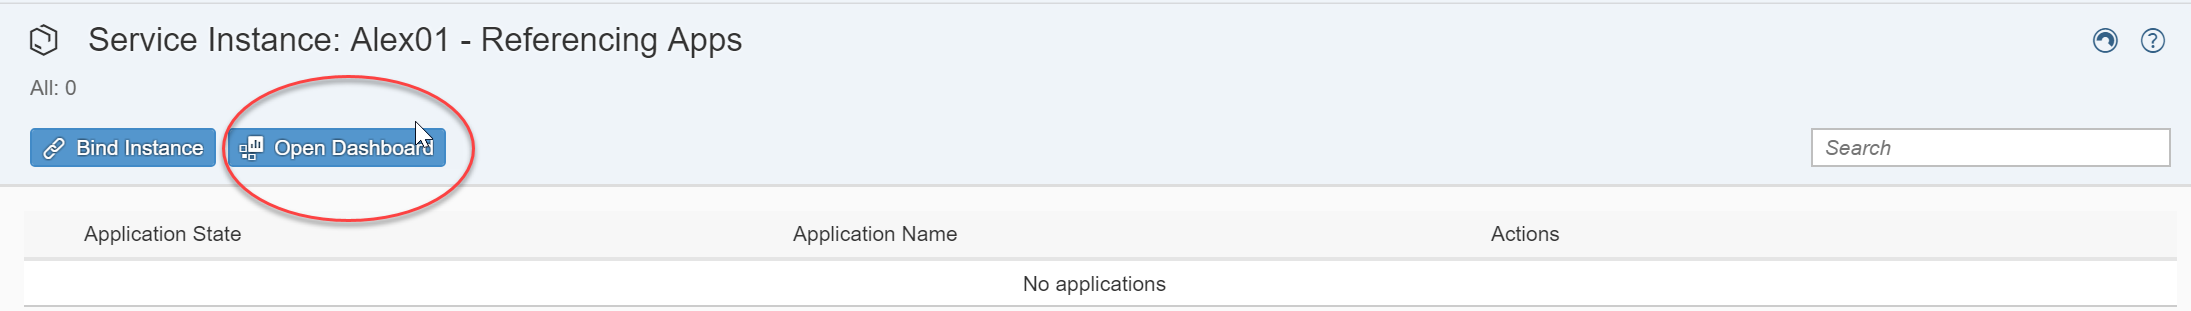 Service Instance: Alex01 - Referencing Apps
All: 0
Bind Instance Open Dashboard Search
Application State Application Name Actions
No applications